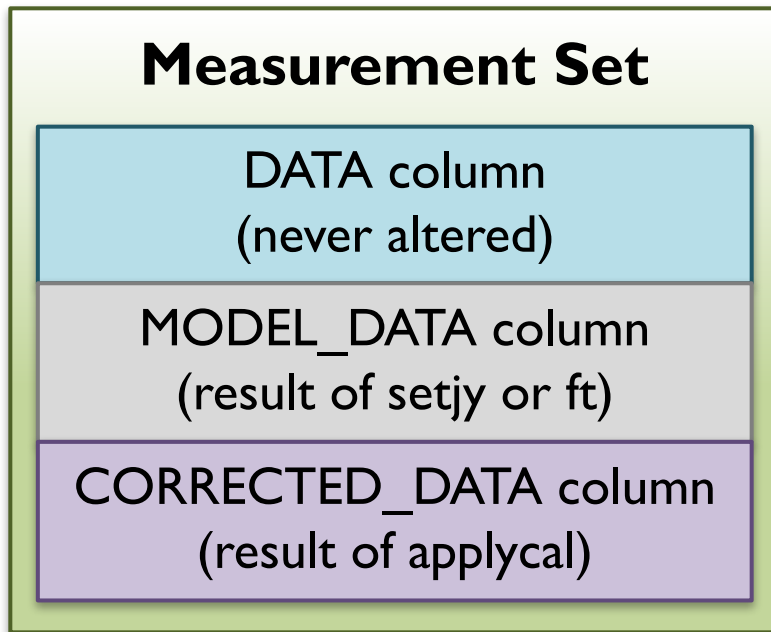 Measurement Set
DATA column
(never altered)
MODEL_DATA column
(result of setjy or ft)
CORRECTED_DATA column
(result of applycal)